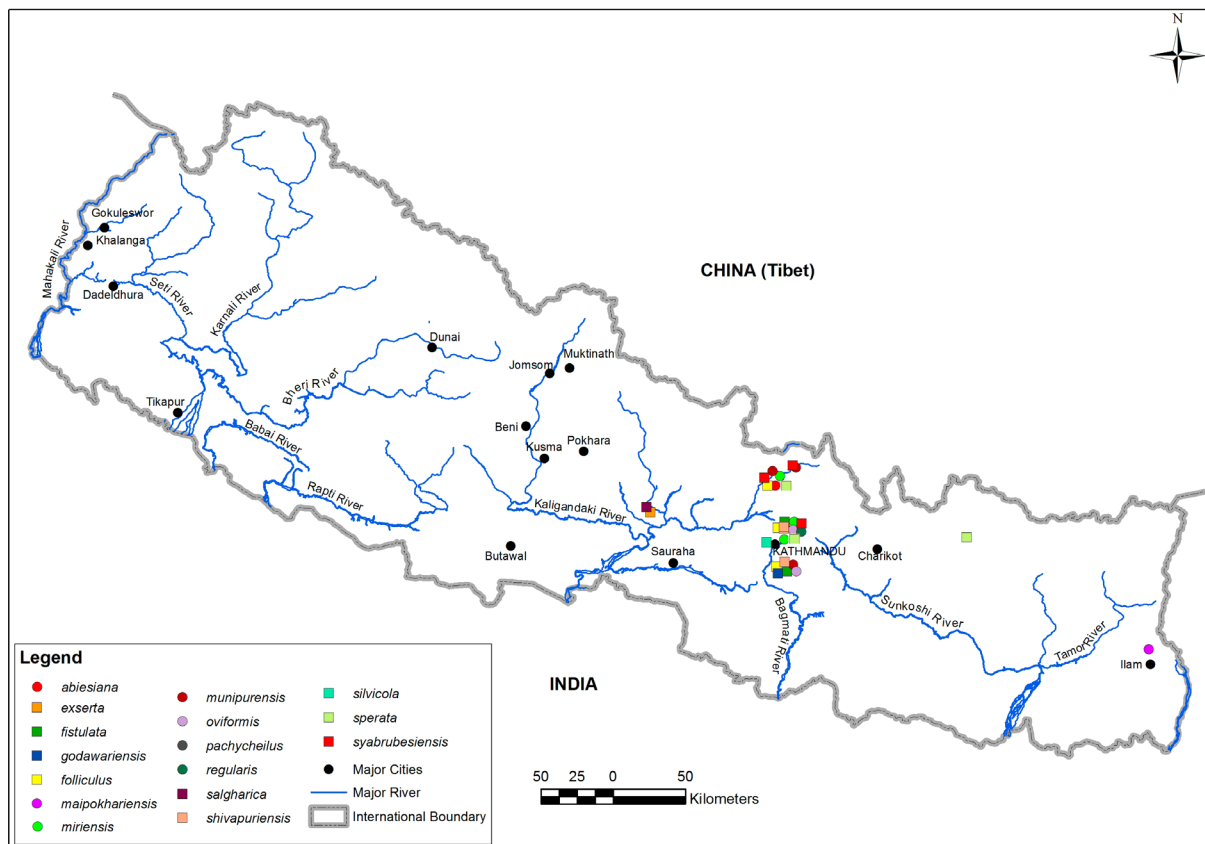 N
Gokuleswor
Khalanga
Mahakali River
Dadeldhura
Seti River
Karnali River
CHINA (Tibet)
Dunai
Muktinath
Jomsom
Bheri River
Tikapur
Babai River
Beni
Pokhara
Kusma
Rapti River
Kaligandaki River
Butawal
Sauraha
KATHMANDU
Charikot
Bagmati River
Sunkoshi River
Tamor River
Ilam
INDIA
Legend
abiesiana
exserta
fistulata
godawariensis
folliculus
maipokhariensis
miriensis
munipurensis
oviformis
pachycheilus
regularis
salgharica
shivapuriensis
silvicola
sperata
syabrubesiensis
Major Cities
Major River
International Boundary
50 25 0 50
Kilometers